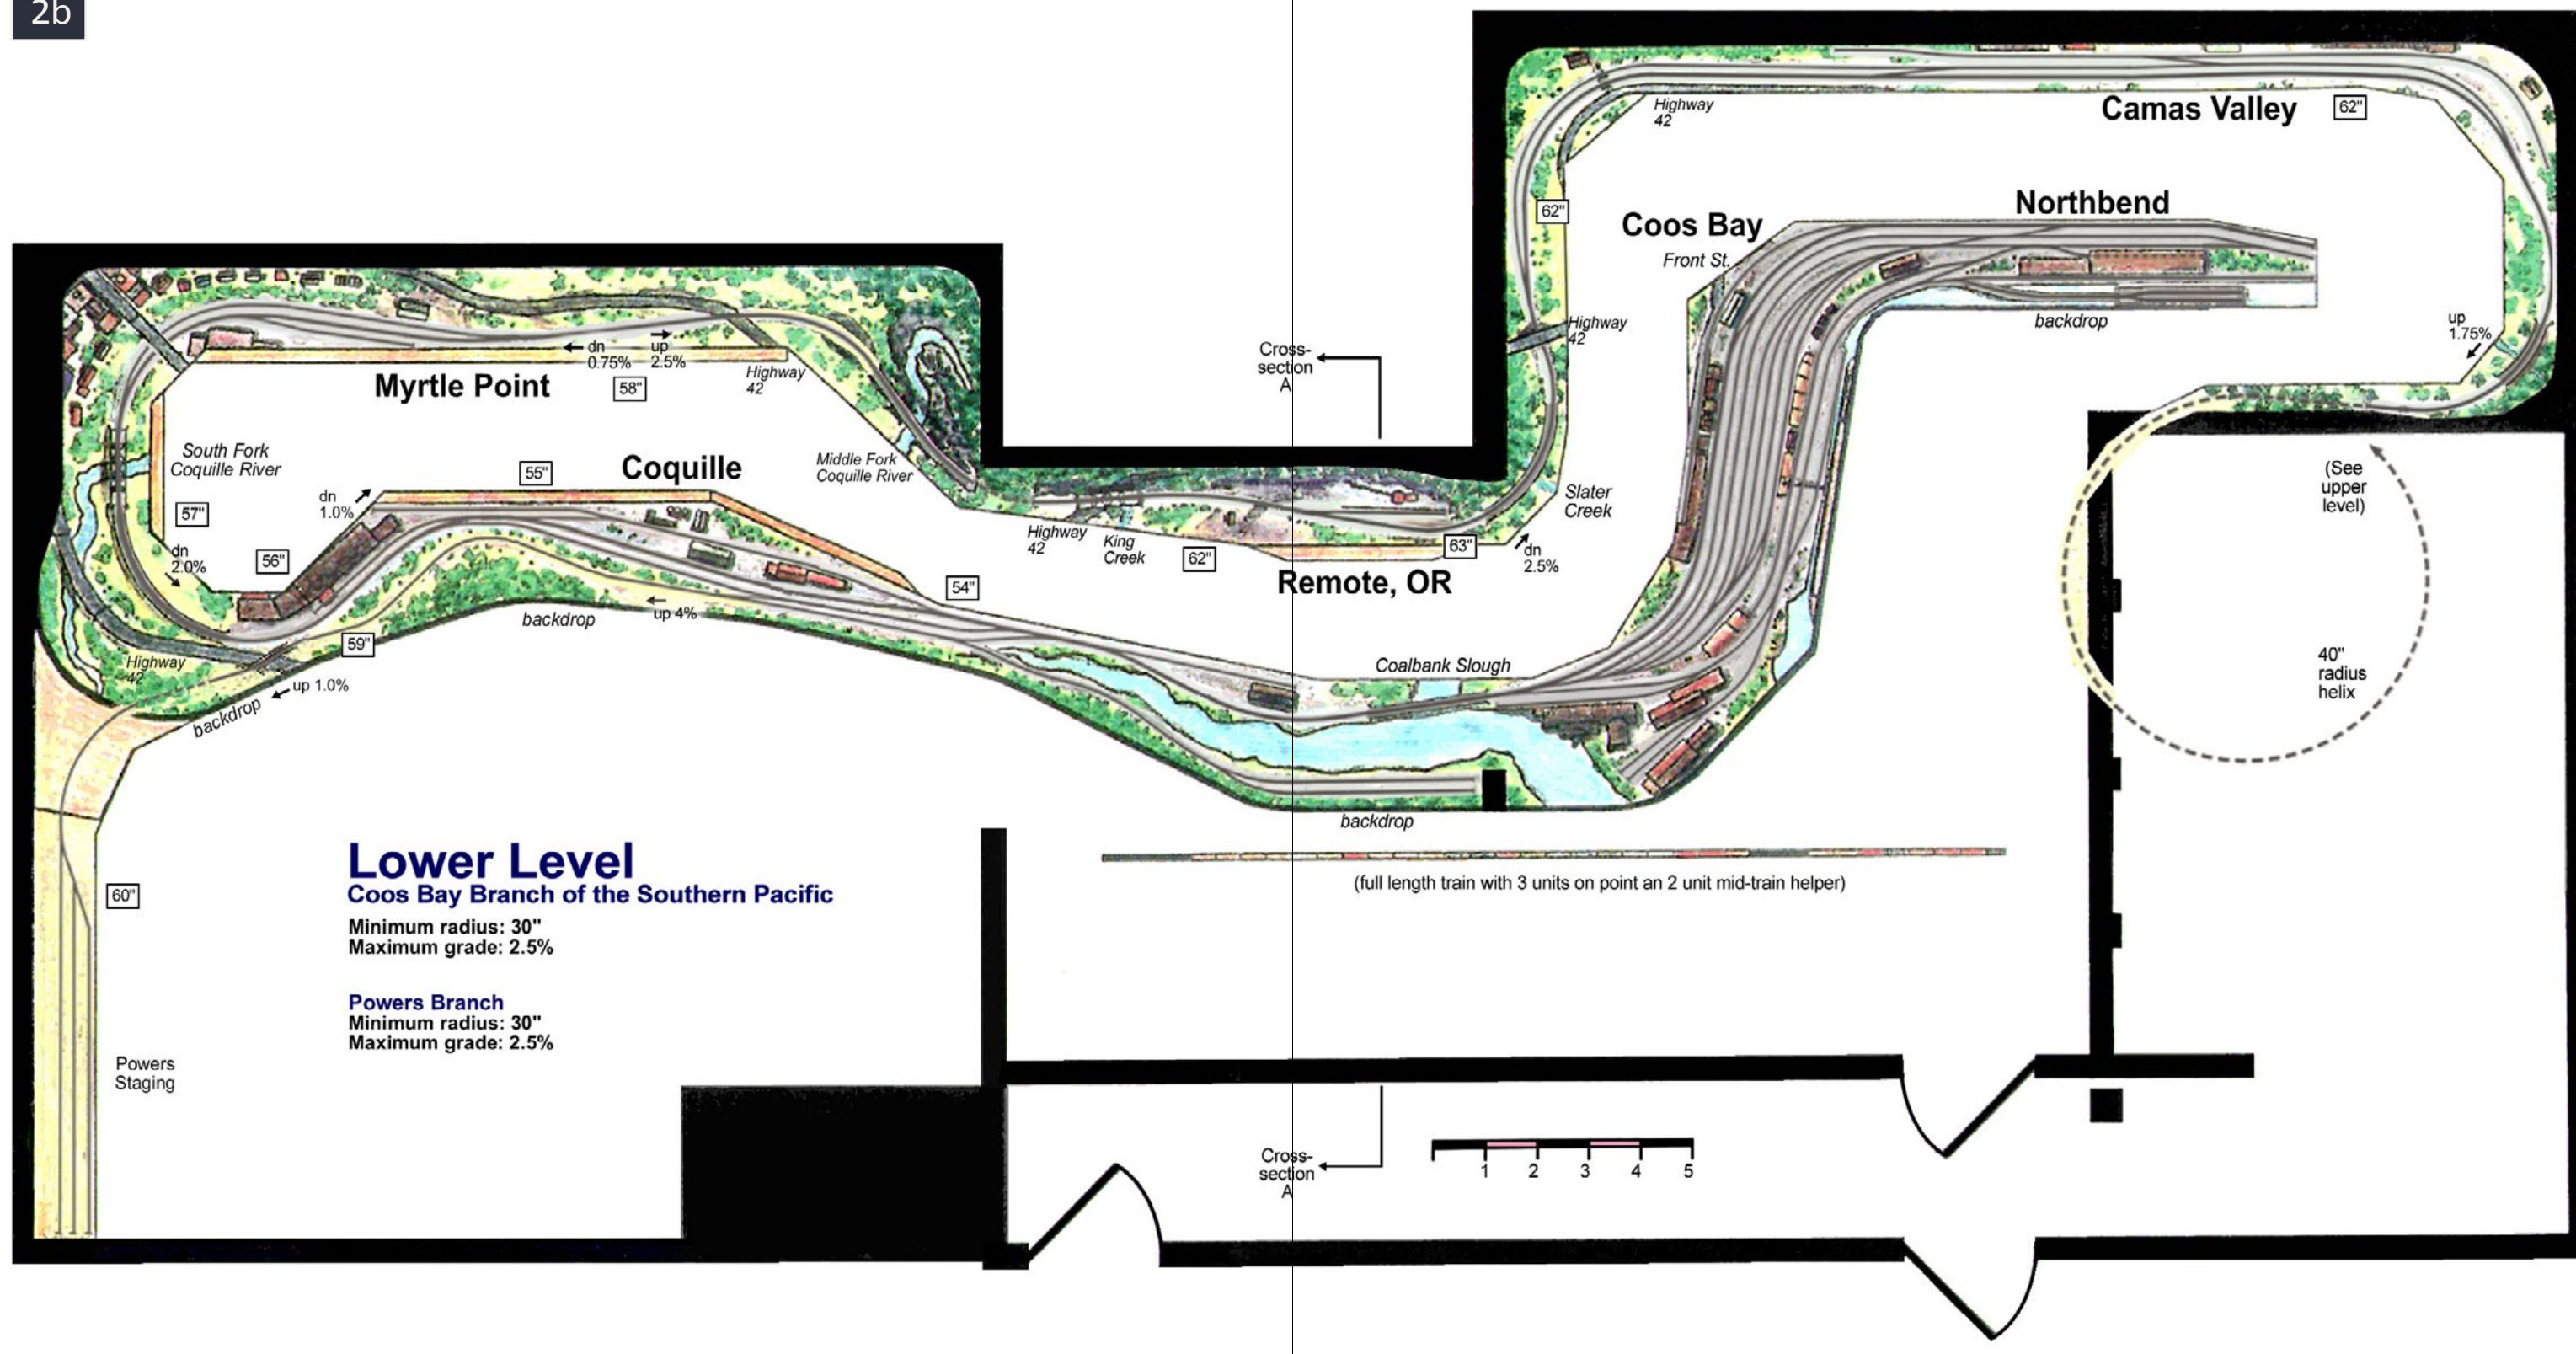 2b
Highway
42
Camas Valley
62"
Northbend
Coos Bay
Front St.
62"
Highway
42
backdrop
up
1.75%
Cross-
section
A
dn
0.75%
up
2.5%
Myrtle Point
58"
Highway
42
South Fork
Coquille River
55"
Coquille
Middle Fork
Coquille River
dn
1.0%
57"
dn
2.0%
56"
Highway
42
King
Creek
62"
63"
Remote, OR
Slater
Creek
dn
2.5%
(See
upper
level)
40"
radius
helix
54"
backdrop
up 4%
59"
Highway
42
up 1.0%
backdrop
Coalbank Slough
backdrop
(full length train with 3 units on point an 2 unit mid-train helper)
Lower Level
Coos Bay Branch of the Southern Pacific
Minimum radius: 30"
Maximum grade: 2.5%
Powers Branch
Minimum radius: 30"
Maximum grade: 2.5%
60"
Powers
Staging
Cross-
section
A
1 2 3 4 5